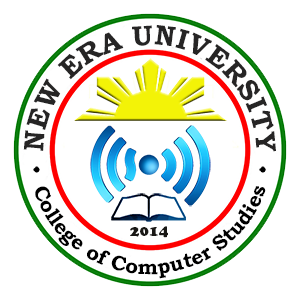 NEW ERA UNIVERSITY
2014
College of Computer Studies